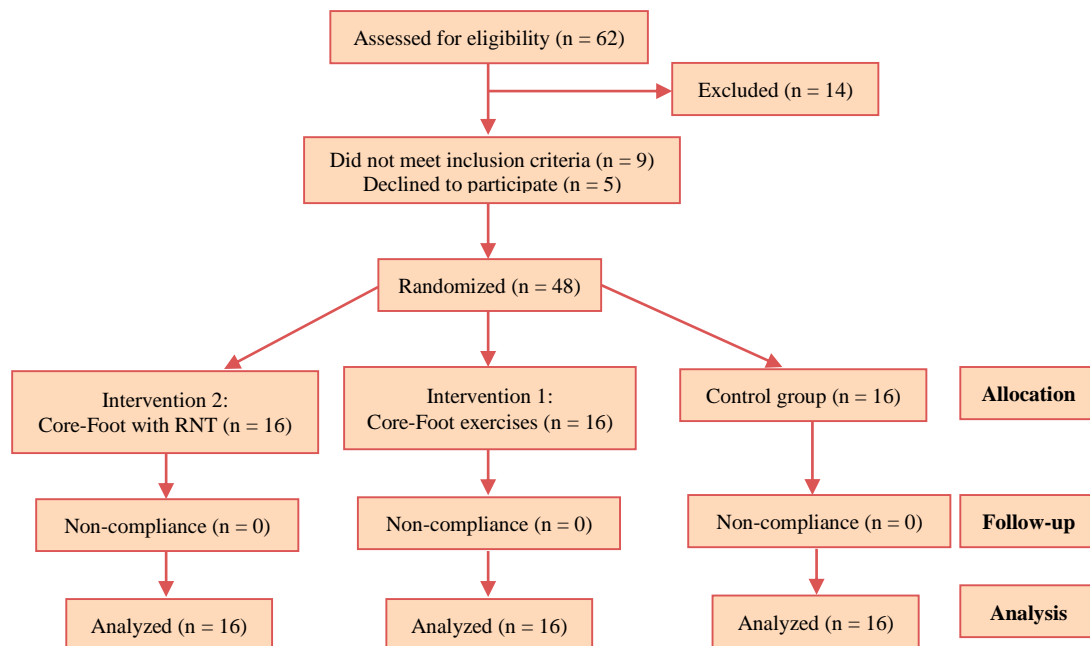 Assessed for eligibility (n = 62)
Excluded (n = 14)
Did not meet inclusion criteria (n = 9)
Declined to participate (n = 5)
Randomized (n = 48)
Intervention 2:
Core-Foot with RNT (n = 16)
Intervention 1:
Core-Foot exercises (n = 16)
Control group (n = 16)
Allocation
Non-compliance (n = 0)
Non-compliance (n = 0)
Non-compliance (n = 0)
Follow-up
Analyzed (n = 16)
Analyzed (n = 16)
Analyzed (n = 16)
Analysis